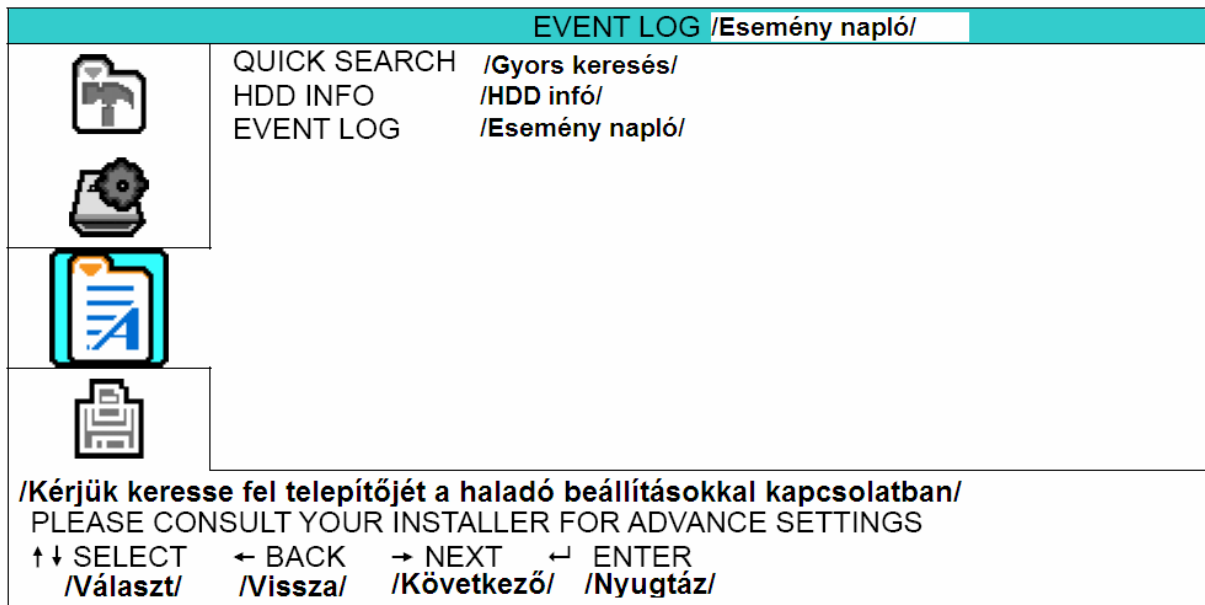 EVENT LOG /Esemény napló/
QUICK SEARCH /Gyors keresés/
HDD INFO /HDD infó/
EVENT LOG /Esemény napló/
/Kérjük keresse fel telepítőjét a haladó beállításokkal kapcsolatban/
PLEASE CONSULT YOUR INSTALLER FOR ADVANCE SETTINGS
↑↓ SELECT ← BACK → NEXT ↵ ENTER
/Választ/ /Vissza/ /Következő/ /Nyugtáz/